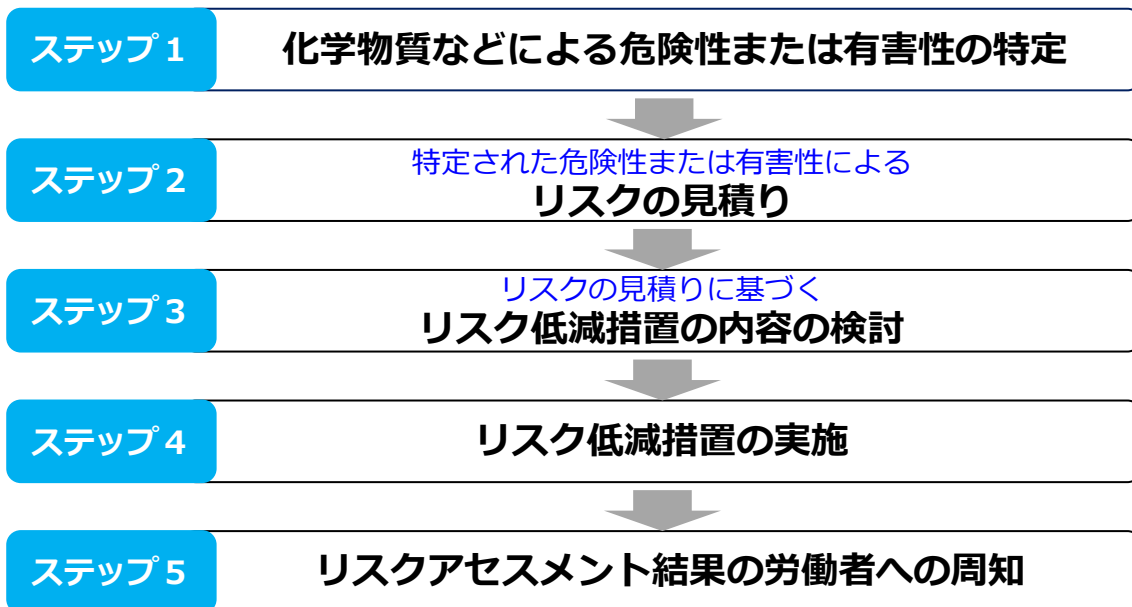 ステップ1
化学物質などによる危険性または有害性の特定
ステップ2
特定された危険性または有害性による
リスクの見積り
ステップ3
リスクの見積りに基づく
リスク低減措置の内容の検討
ステップ4
リスク低減措置の実施
ステップ5
リスクアセスメント結果の労働者への周知